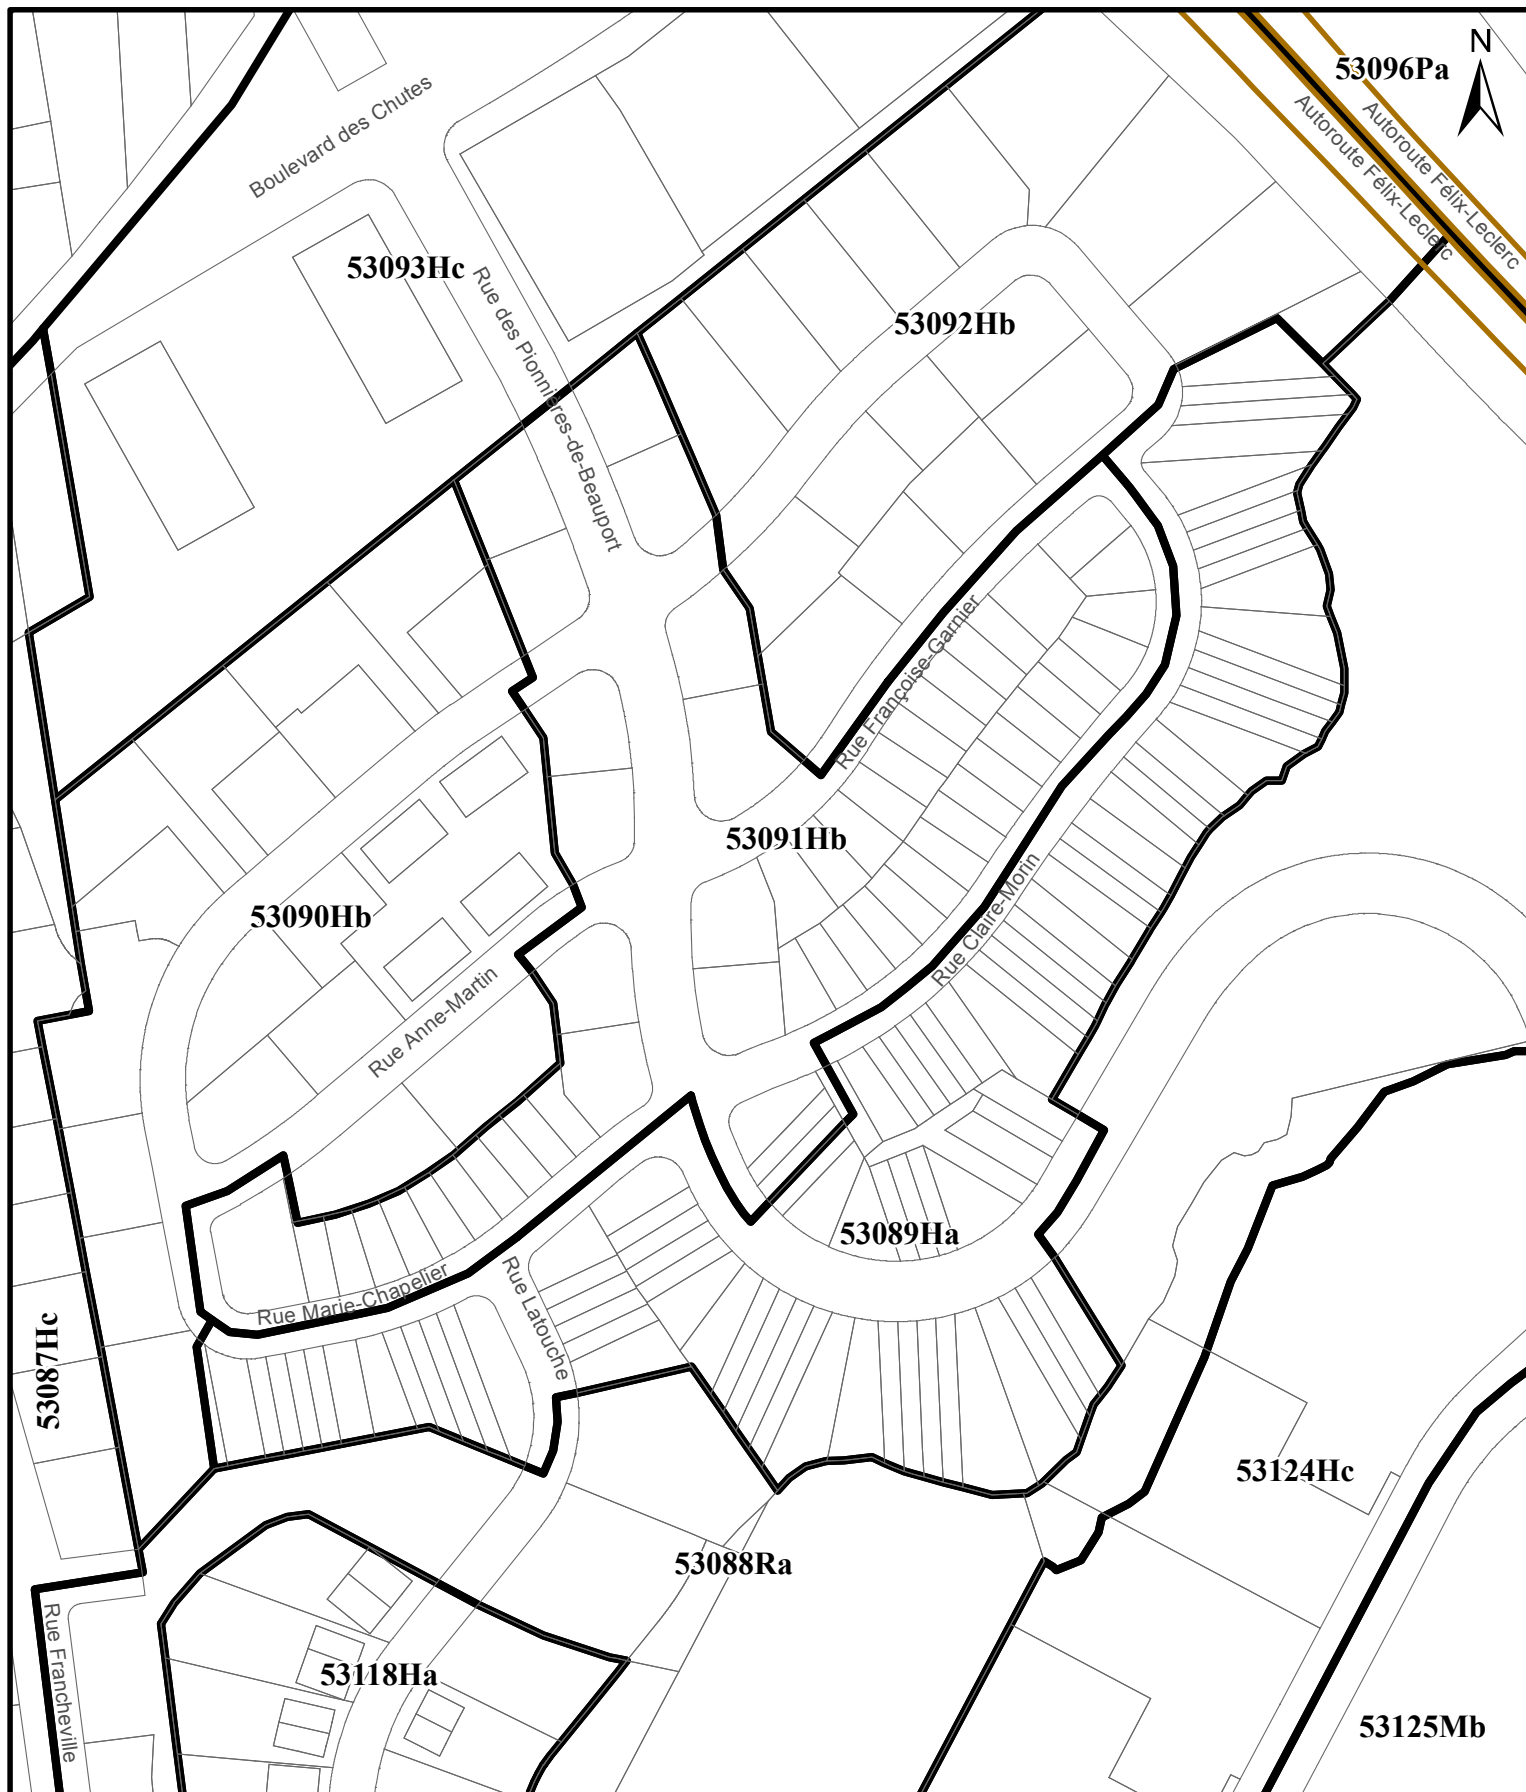 N
53096Pa
Autoroute Félix-Leclerc
Autoroute Félix-Leclerc
Boulevard des Chutes
53093Hc
Rue des Pionnières-de-Beauport
53092Hb
Rue Françoise-Garnier
53091Hb
Rue Claire-Morin
53090Hb
Rue Anne-Martin
53089Ha
Rue Marie-Chapelier
Rue Latouche
53087Hc
53124Hc
53088Ra
Rue Francheville
53118Ha
53125Mb